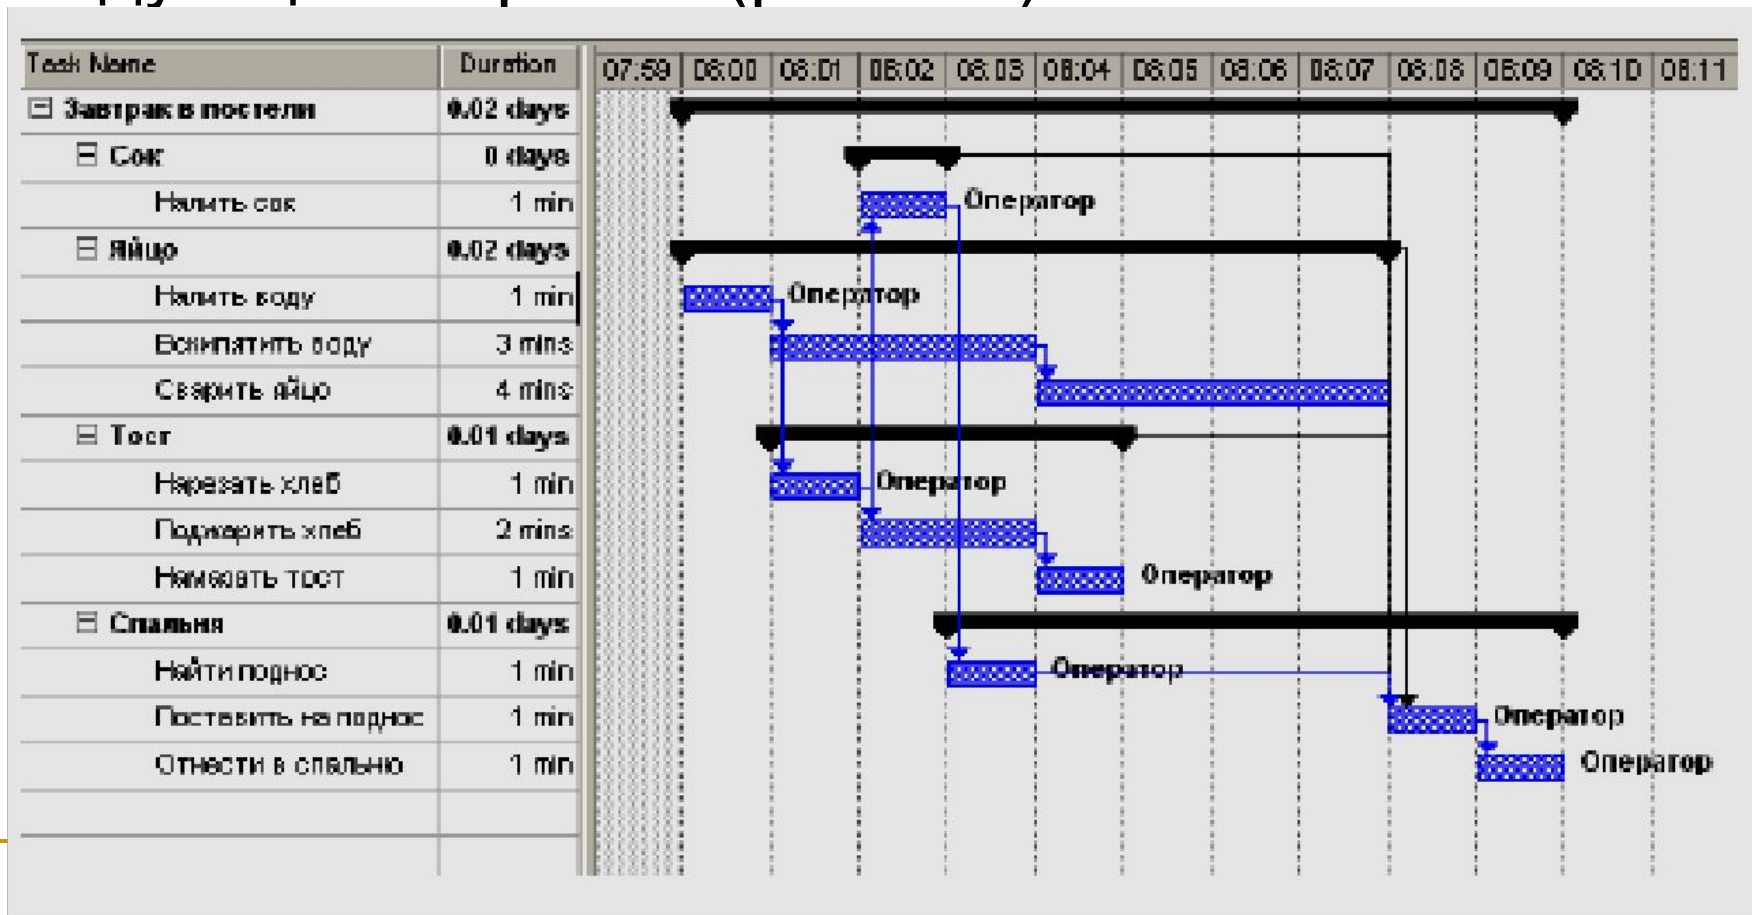 Task Name Duration 07:59 08:00 08:01 08:02 08:03 08:04 08:05 08:06 08:07 08:08 08:09 08:10 08:11
Завтрак в постели 0.02 days
Сок 0 days
Налить сок 1 min Оператор
Яйцо 0.02 days
Налить воду 1 min Оператор
Вскипятить воду 3 mins
Сварить яйцо 4 mins
Тост 0.01 days
Нарезать хлеб 1 min Оператор
Поджарить хлеб 2 mins
Намазать тост 1 min Оператор
Спальня 0.01 days
Найти поднос 1 min Оператор
Поставить на поднос 1 min Оператор
Отнести в спальню 1 min Оператор